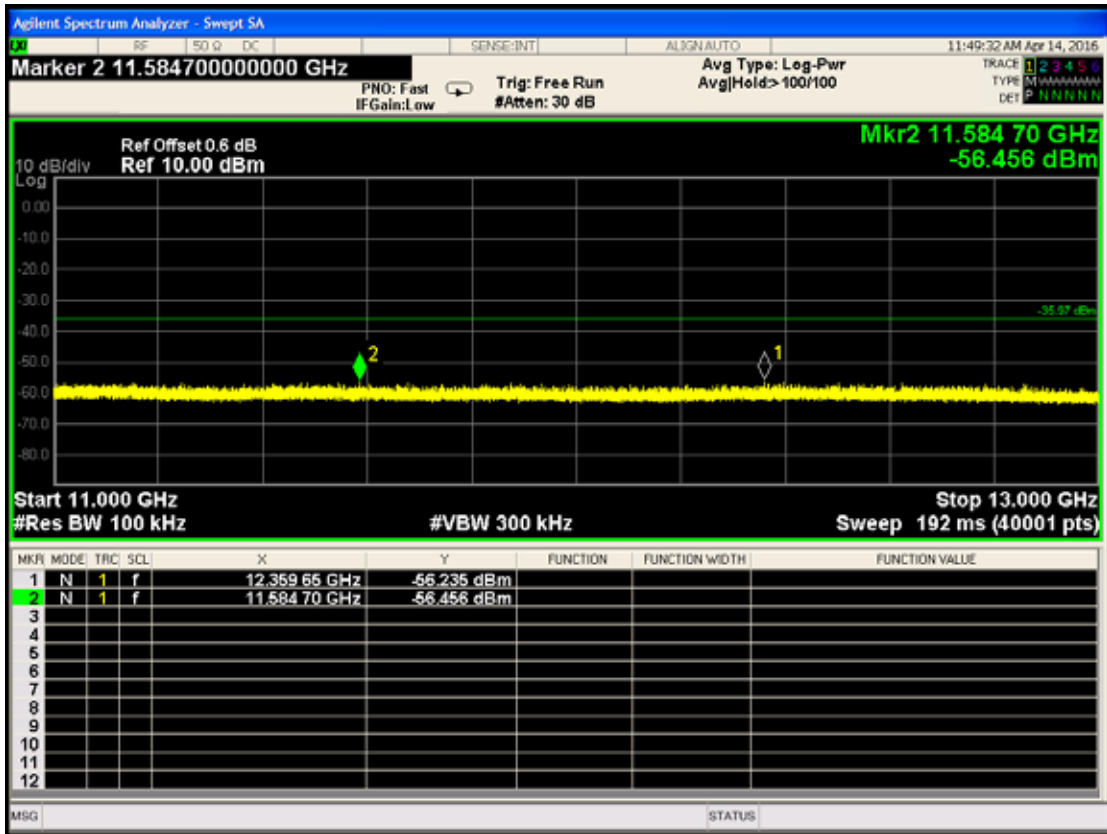 Agilent Spectrum Analyzer - Swept SA
LXI RF 50 Ω DC SENSE:INT ALIGN AUTO 11:49:32 AM Apr 14, 2016
Marker 2 11.584700000000 GHz
PNO: Fast
IFGain:Low
Trig: Free Run
#Atten: 30 dB
Avg Type: Log-Pwr
Avg|Hold:>100/100
TRACE 1 2 3 4 5 6
TYPE M WWWWW
DET P N N N N N
Mkr2 11.584 70 GHz
-56.456 dBm
Ref Offset 0.6 dB
10 dB/div Ref 10.00 dBm
Log
0.00
-10.0
-20.0
-30.0
-35.97 dBm
-40.0
-50.0
-60.0
-70.0
-80.0
2
1
Start 11.000 GHz Stop 13.000 GHz
#Res BW 100 kHz #VBW 300 kHz Sweep 192 ms (40001 pts)
MKR MODE TRC SCL X Y FUNCTION FUNCTION WIDTH FUNCTION VALUE
1 N 1 f 12.359 65 GHz -56.235 dBm
2 N 1 f 11.584 70 GHz -56.456 dBm
3
4
5
6
7
8
9
10
11
12
MSG STATUS